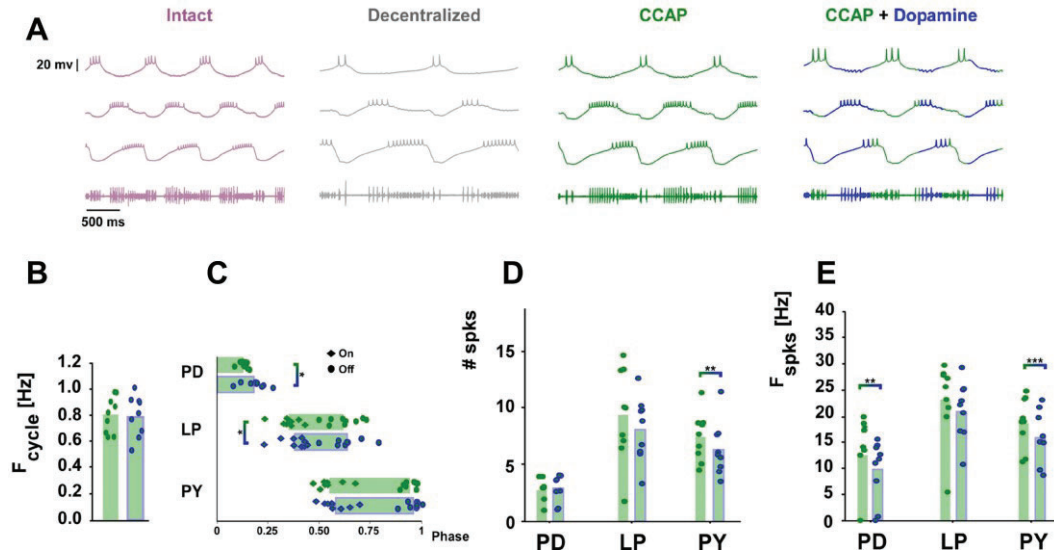 A
Intact
Decentralized
CCAP
CCAP + Dopamine
20 mv
500 ms
B
F cycle [Hz]
1.2
1.0
0.8
0.6
0.4
0.2
0.0
C
PD
LP
PY
On
Off
*
*
0
0.25
0.50
0.75
1
Phase
D
# spks
15
10
5
0
**
PD
LP
PY
E
F spks [Hz]
40
35
30
25
20
15
10
5
0
**
***
PD
LP
PY